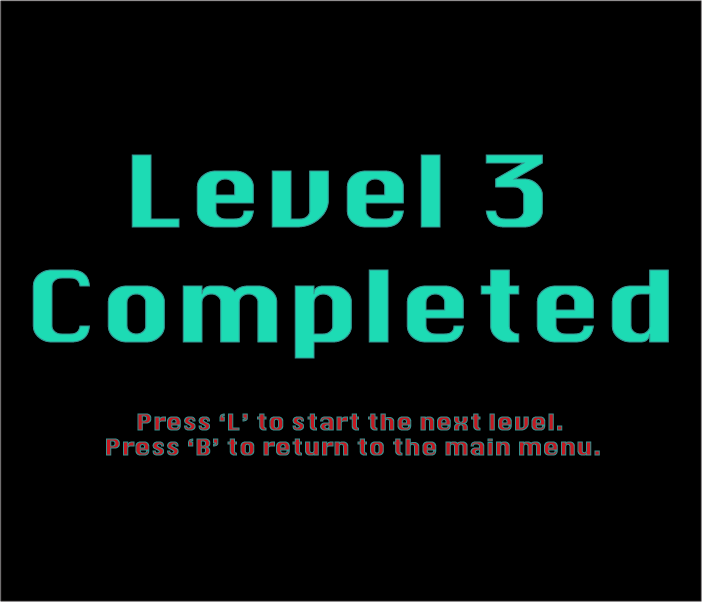 Level 3
Completed
Press ‘L’ to start the next level.
Press ‘B’ to return to the main menu.